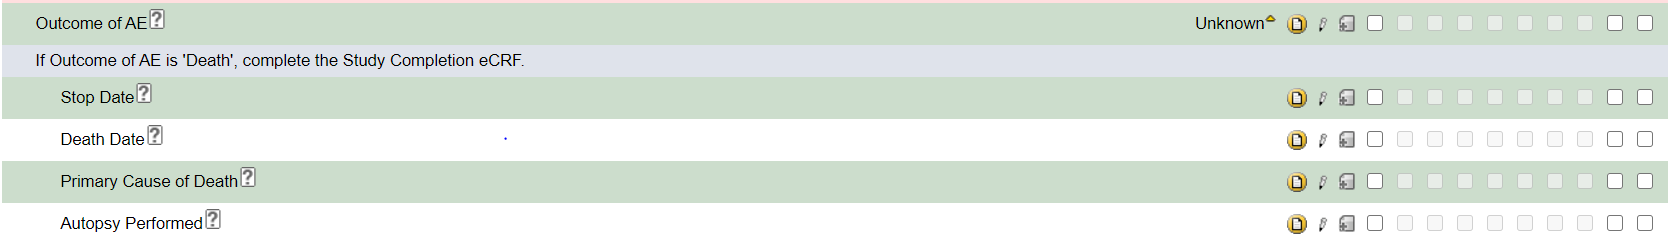 Outcome of AE? Unknown
If Outcome of AE is 'Death', complete the Study Completion eCRF.
Stop Date?
Death Date?
Primary Cause of Death?
Autopsy Performed?